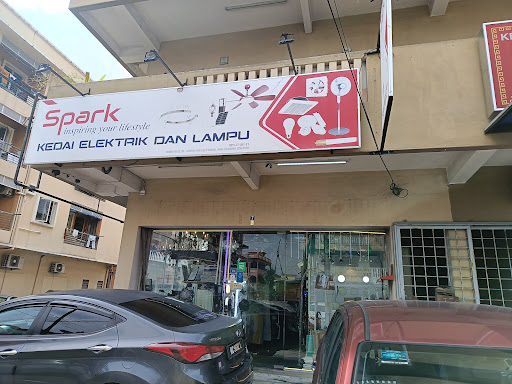 Spark
inspiring your lifestyle
KEDAI ELEKTRIK DAN LAMPU